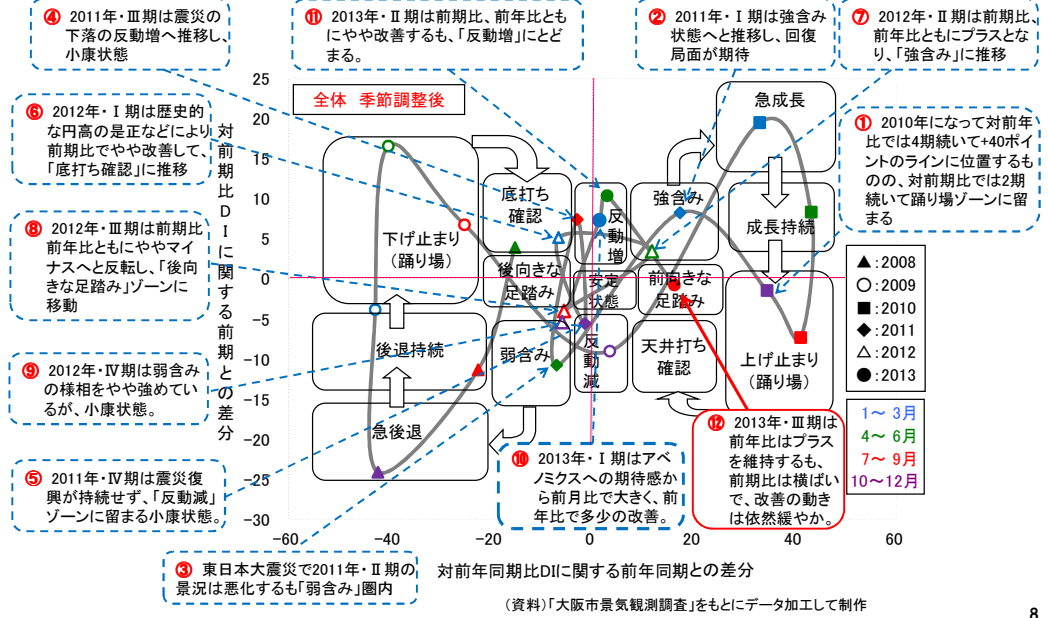 ④ 2011年・Ⅲ期は震災の
下落の反動増へ推移し、
小康状態
⑪ 2013年・Ⅱ期は前期比、前年比とも
にやや改善するも、「反動増」にとど
まる。
② 2011年・Ⅰ期は強含み
状態へと推移し、回復
局面が期待
⑦ 2012年・Ⅱ期は前期比、
前年比ともにプラスとな
り、「強含み」に推移
⑥ 2012年・Ⅰ期は歴史的
な円高の是正などにより
前期比でやや改善して、
「底打ち確認」に推移
⑧ 2012年・Ⅲ期は前期比
前年比ともにややマイ
ナスへと反転し、「後向
きな足踏み」ゾーンに
移動
⑨ 2012年・Ⅳ期は弱含み
の様相をやや強めてい
るが、小康状態。
⑤ 2011年・Ⅳ期は震災復
興が持続せず、「反動減」
ゾーンに留まる小康状態。
対前期比DIに関する前期との差分
25
20
15
10
5
0
−5
−10
−15
−20
−25
−30
全体 季節調整後
下げ止まり
(踊り場)
底打ち
確認
反動増
強含み
急成長
成長持続
後向きな
足踏み
安定
状態
前向きな
足踏み
後退持続
弱含み
反動減
天井打ち
確認
上げ止まり
(踊り場)
急後退
① 2010年になって対前年
比では4期続いて+40ポイ
ントのラインに位置するも
のの、対前期比では2期
続いて踊り場ゾーンに留
まる
▲:2008
○:2009
■:2010
◆:2011
△:2012
●:2013
1～ 3月
4～ 6月
7～ 9月
10～12月
⑩ 2013年・Ⅰ期はアベ
ノミクスへの期待感か
ら前月比で大きく、前
年比で多少の改善。
⑫ 2013年・Ⅲ期は
前年比はプラス
を維持するも、
前期比は横ばい
で、改善の動き
は依然緩やか。
−60
−40
−20
0
20
40
60
③ 東日本大震災で2011年・Ⅱ期の
景況は悪化するも「弱含み」圏内
対前年同期比DIに関する前年同期との差分
(資料)「大阪市景気観測調査」をもとにデータ加工して制作
8